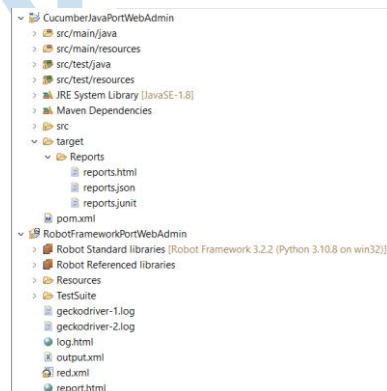 CucumberJavaPortWebAdmin
src/main/java
src/main/resources
src/test/java
src/test/resources
JRE System Library [JavaSE-1.8]
Maven Dependencies
src
target
Reports
reports.html
reports.json
reports.junit
pom.xml
RobotFrameworkPortWebAdmin
Robot Standard libraries [Robot Framework 3.2.2 (Python 3.10.8 on win32)]
Robot Referenced libraries
Resources
TestSuite
geckodriver-1.log
geckodriver-2.log
log.html
output.xml
red.xml
report.html